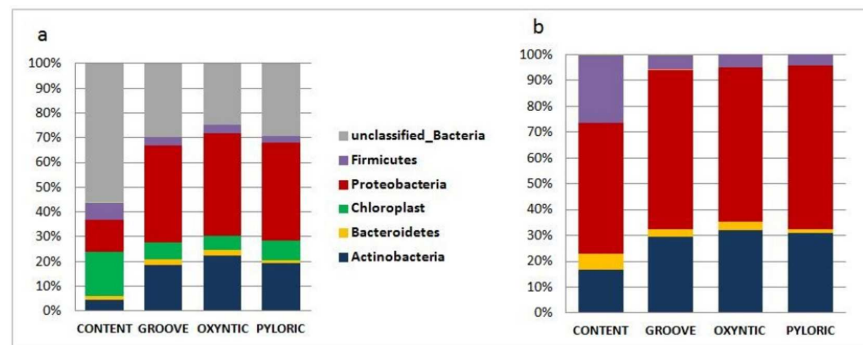 a
100%
90%
80%
70%
60%
50%
40%
30%
20%
10%
0%
CONTENT GROOVE OXYNTIC PYLORIC
unclassified_Bacteria
Firmicutes
Proteobacteria
Chloroplast
Bacteroidetes
Actinobacteria
b
100%
90%
80%
70%
60%
50%
40%
30%
20%
10%
0%
CONTENT GROOVE OXYNTIC PYLORIC